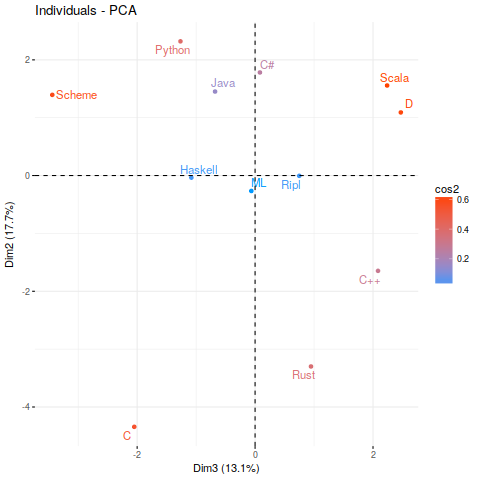 Individuals - PCA
Python
C#
Java
Scala
Scheme
D
Haskell
ML
Ripl
C++
Rust
C
2
0
-2
-4
-2
0
2
Dim2 (17.7%)
Dim3 (13.1%)
cos2
0.6
0.4
0.2